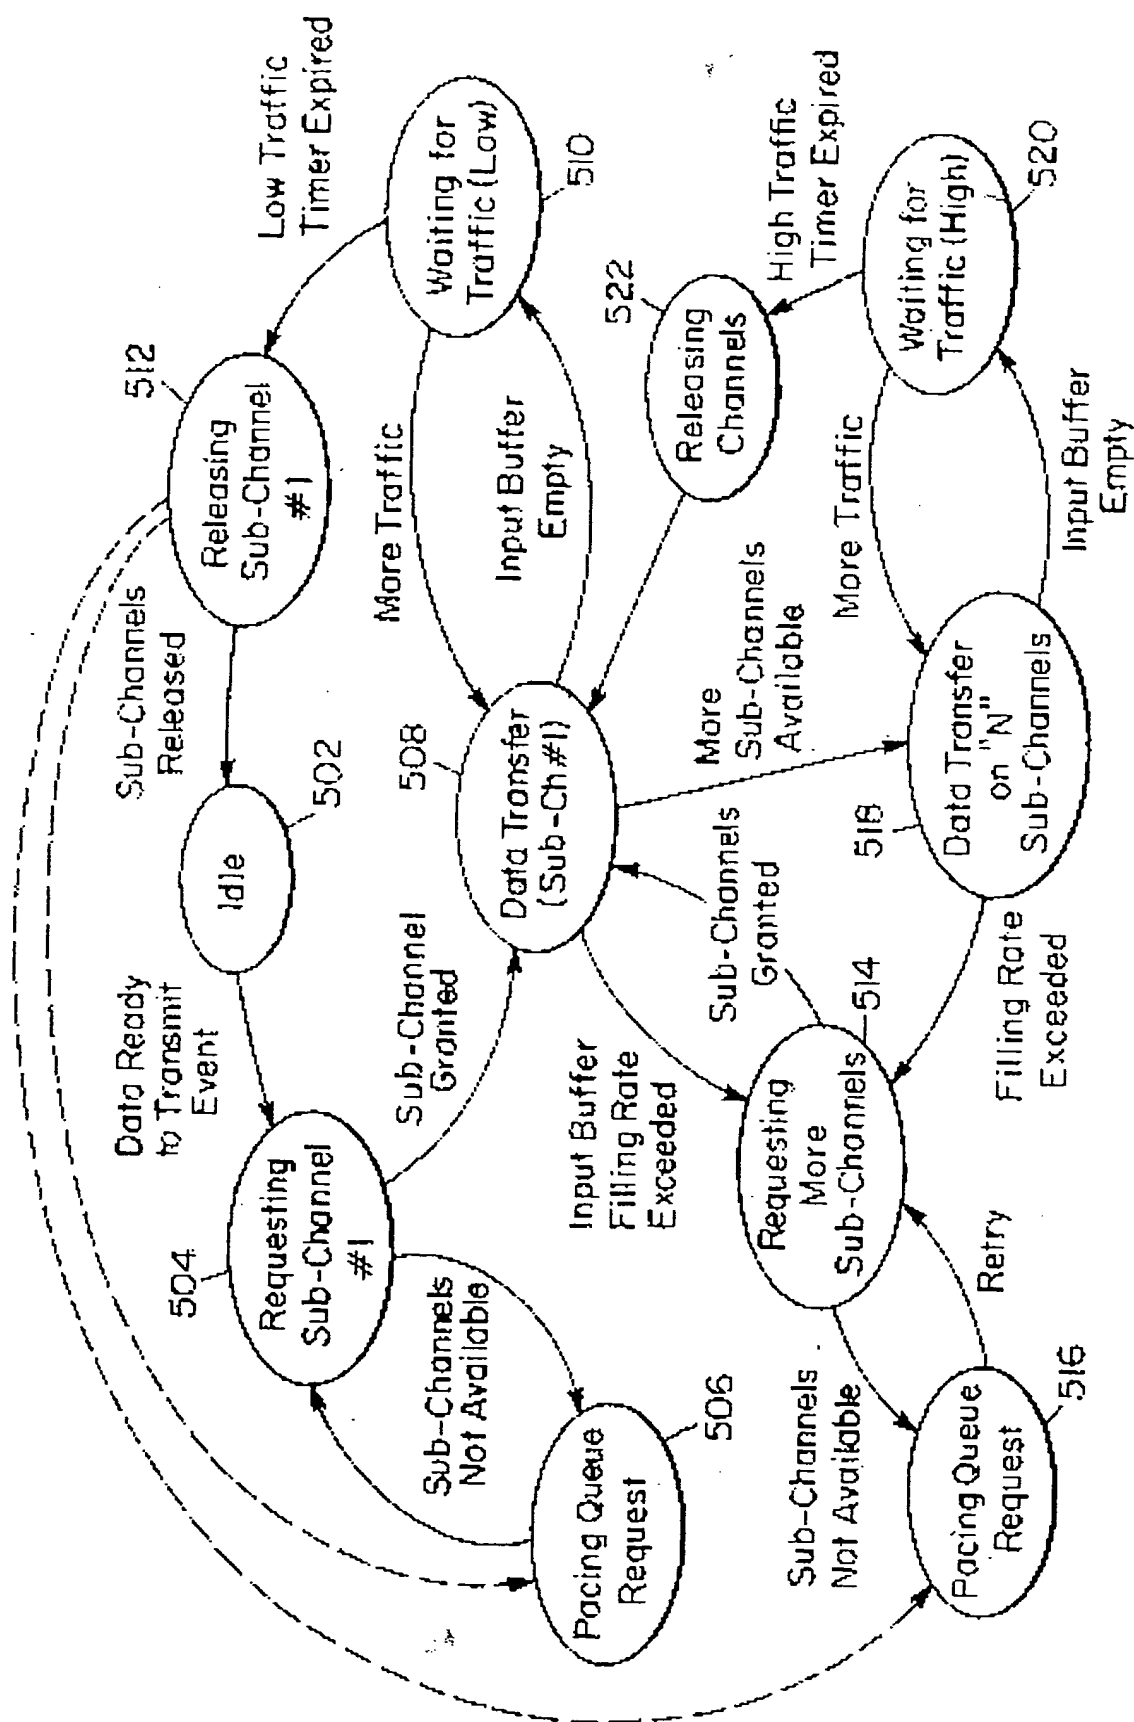 Data Ready
to Transmit
Event
Idle
502
Sub-Channels
Released
512
Releasing
Sub-Channel
#1
Low Traffic
Timer Expired
504
Requesting
Sub-Channel
#1
Sub-Channel
Granted
508
Data Transfer
(Sub-Ch#1)
More Traffic
Input Buffer
Empty
Waiting for
Traffic (Low)
510
Sub-Channels
Not Available
506
Pacing Queue
Request
Input Buffer
Filling Rate
Exceeded
Sub-Channels
Granted
More
Sub-Channels
Available
522
Releasing
Channels
High Traffic
Timer Expired
Requesting
More
Sub-Channels
514
518
Data Transfer
on "N"
Sub-Channels
More Traffic
Waiting for
Traffic (High)
520
Sub-Channels
Not Available
Pacing Queue
Request
516
Retry
Filling Rate
Exceeded
Input Buffer
Empty